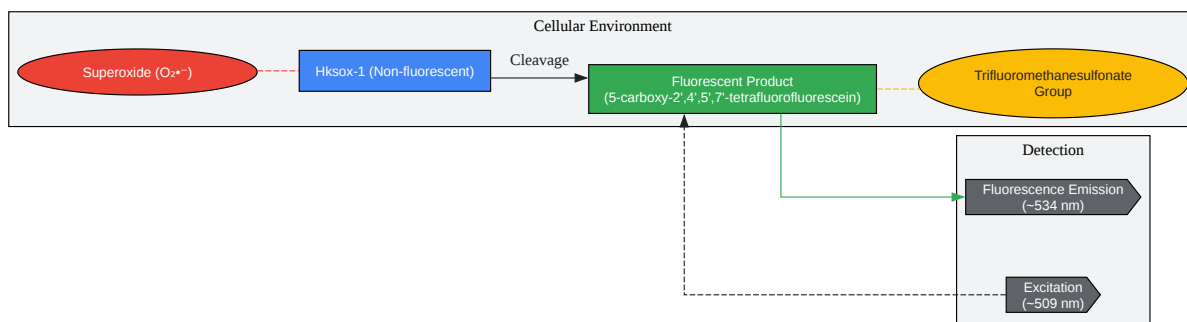 Cellular Environment
Superoxide (O₂•⁻)
Hksox-1 (Non-fluorescent)
Cleavage
Fluorescent Product
(5-carboxy-2',4',5',7'-tetrafluorofluorescein)
Trifluoromethanesulfonate
Group
Detection
Fluorescence Emission
(~534 nm)
Excitation
(~509 nm)